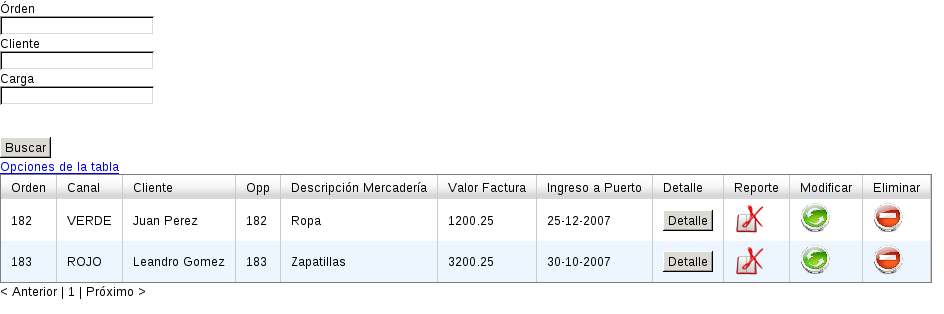 Órden
Cliente
Carga
Buscar
Opciones de la tabla
Orden Canal Cliente Opp Descripción Mercadería Valor Factura Ingreso a Puerto Detalle Reporte Modificar Eliminar
182 VERDE Juan Perez 182 Ropa 1200.25 25-12-2007 Detalle
183 ROJO Leandro Gomez 183 Zapatillas 3200.25 30-10-2007 Detalle
< Anterior | 1 | Próximo >